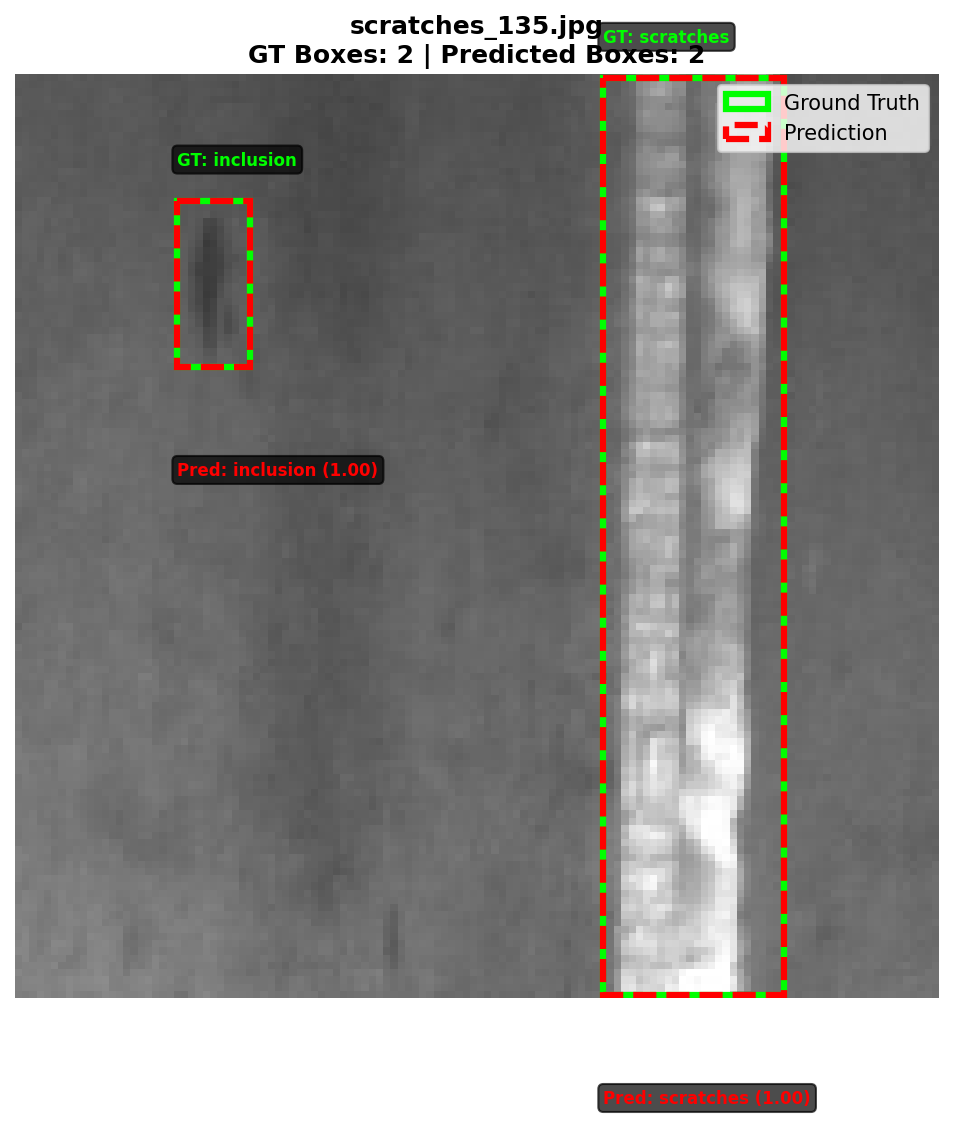 scratches_135.jpg
GT Boxes: 2 | Predicted Boxes: 2
GT: scratches
Ground Truth
Prediction
GT: inclusion
Pred: inclusion (1.00)
Pred: scratches (1.00)